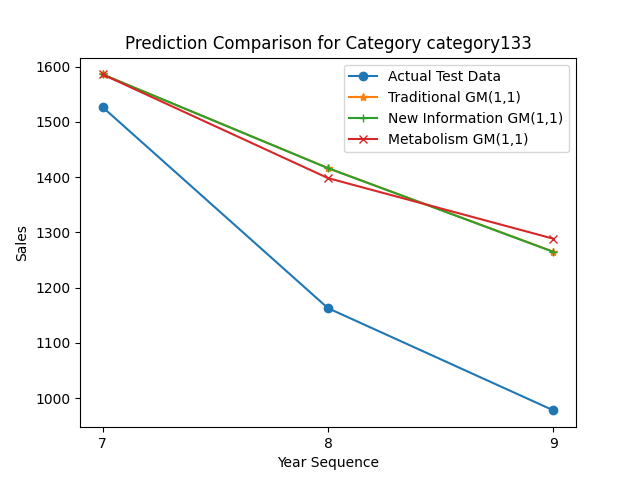 Prediction Comparison for Category category133
Actual Test Data
Traditional GM(1,1)
New Information GM(1,1)
Metabolism GM(1,1)
Sales
1600
1500
1400
1300
1200
1100
1000
7
8
9
Year Sequence